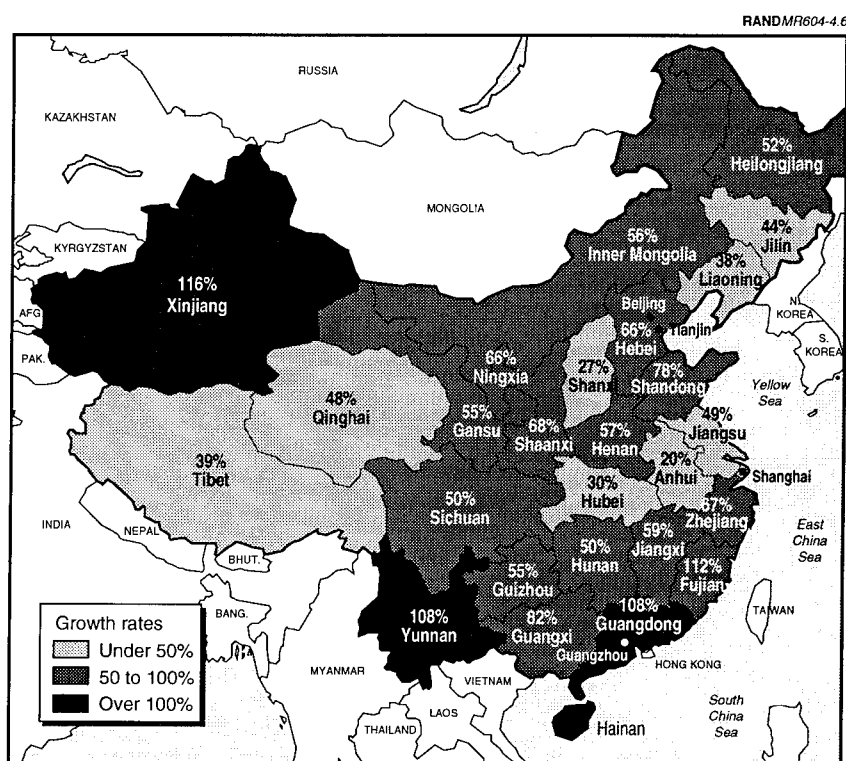 RAND MR604-4.6
RUSSIA
KAZAKHSTAN
52%
Heilongjiang
MONGOLIA
44%
Jilin
56%
Inner Mongolia
KYRGYZSTAN
38%
Liaoning
116%
Xinjiang
Beijing
N.
KOREA
AFG
66%
Hebei
Tianjin
S.
KOREA
PAK.
66%
Ningxia
27%
Shanxi
78%
Shandong
Yellow
Sea
48%
Qinghai
55%
Gansu
49%
Jiangsu
68%
Shaanxi
57%
Henan
39%
Tibet
20%
Anhui
Shanghai
30%
Hubei
50%
Sichuan
67%
Zhejiang
INDIA
NEPAL
59%
Jiangxi
East
China
Sea
50%
Hunan
BHUT.
55%
Guizhou
112%
Fujian
BANG.
108%
Yunnan
82%
Guangxi
108%
Guangdong
TAIWAN
Growth rates
Under 50%
50 to 100%
Over 100%
Guangzhou
HONG KONG
MYANMAR
VIETNAM
LAOS
South
China
Sea
THAILAND
Hainan